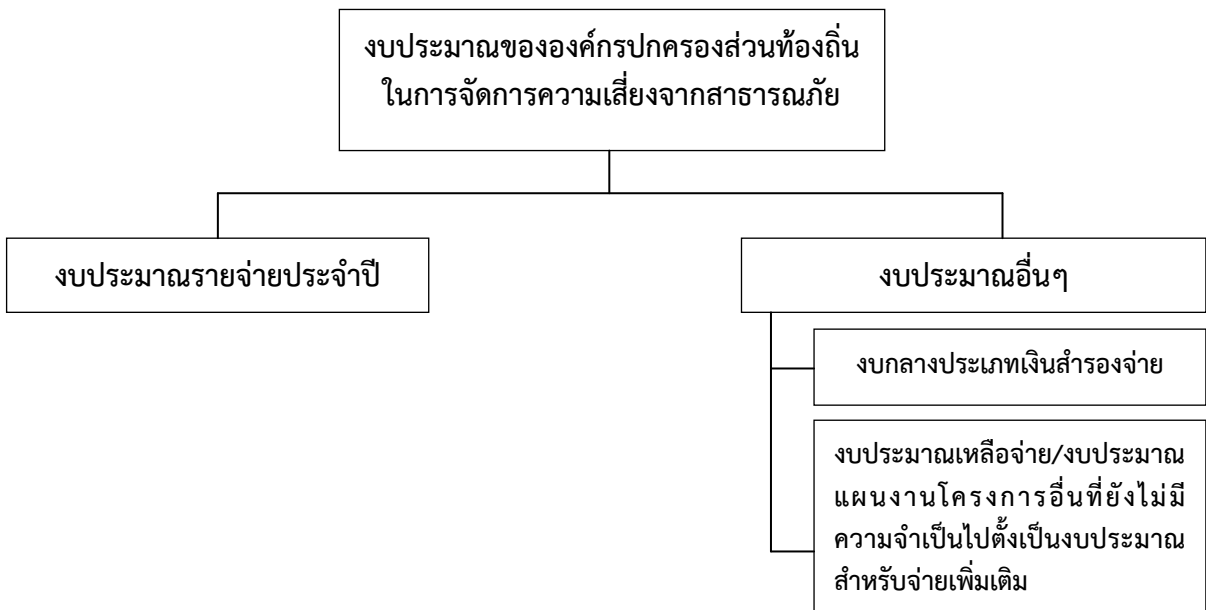 งบประมาณขององค์กรปกครองส่วนท้องถิ่น
ในการจัดการความเสี่ยงจากสาธารณภัย
งบประมาณรายจ่ายประจำปี
งบประมาณอื่นๆ
งบกลางประเภทเงินสำรองจ่าย
งบประมาณเหลือจ่าย/งบประมาณ
แผนงานโครงการอื่นที่ยังไม่มี
ความจำเป็นไปตั้งเป็นงบประมาณ
สำหรับจ่ายเพิ่มเติม